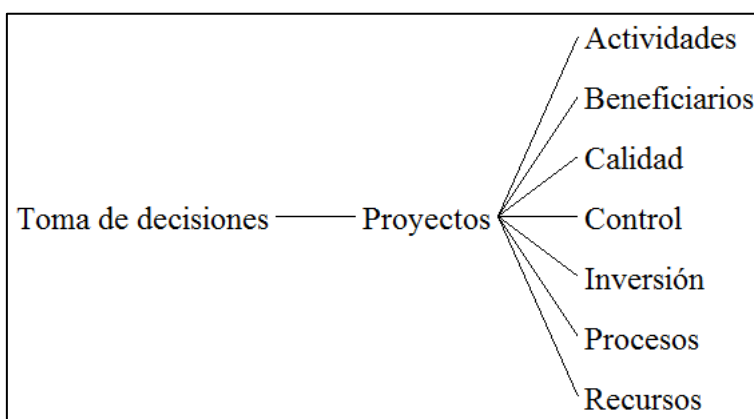 Actividades
Beneficiarios
Calidad
Toma de decisiones Proyectos Control
Inversión
Procesos
Recursos